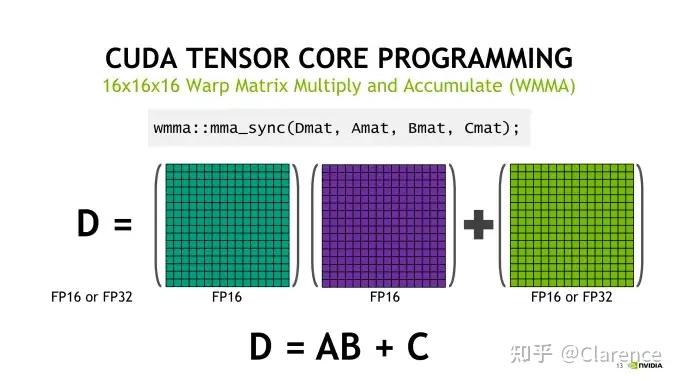 CUDA TENSOR CORE PROGRAMMING
16x16x16 Warp Matrix Multiply and Accumulate (WMMA)
wmma::mma_sync(Dmat, Amat, Bmat, Cmat);
D =
FP16 or FP32
FP16
FP16
FP16 or FP32
D = AB + C
知乎 @Clarence
13 NVIDIA